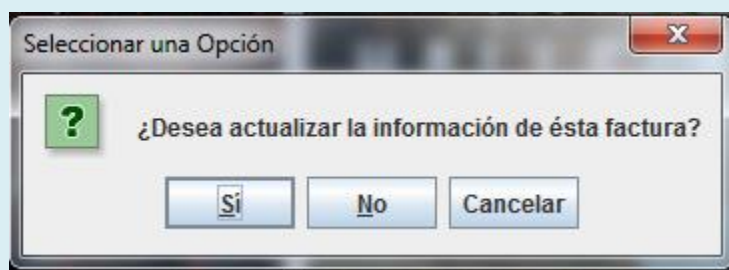 Seleccionar una Opción
¿Desea actualizar la información de ésta factura?
Sí No Cancelar